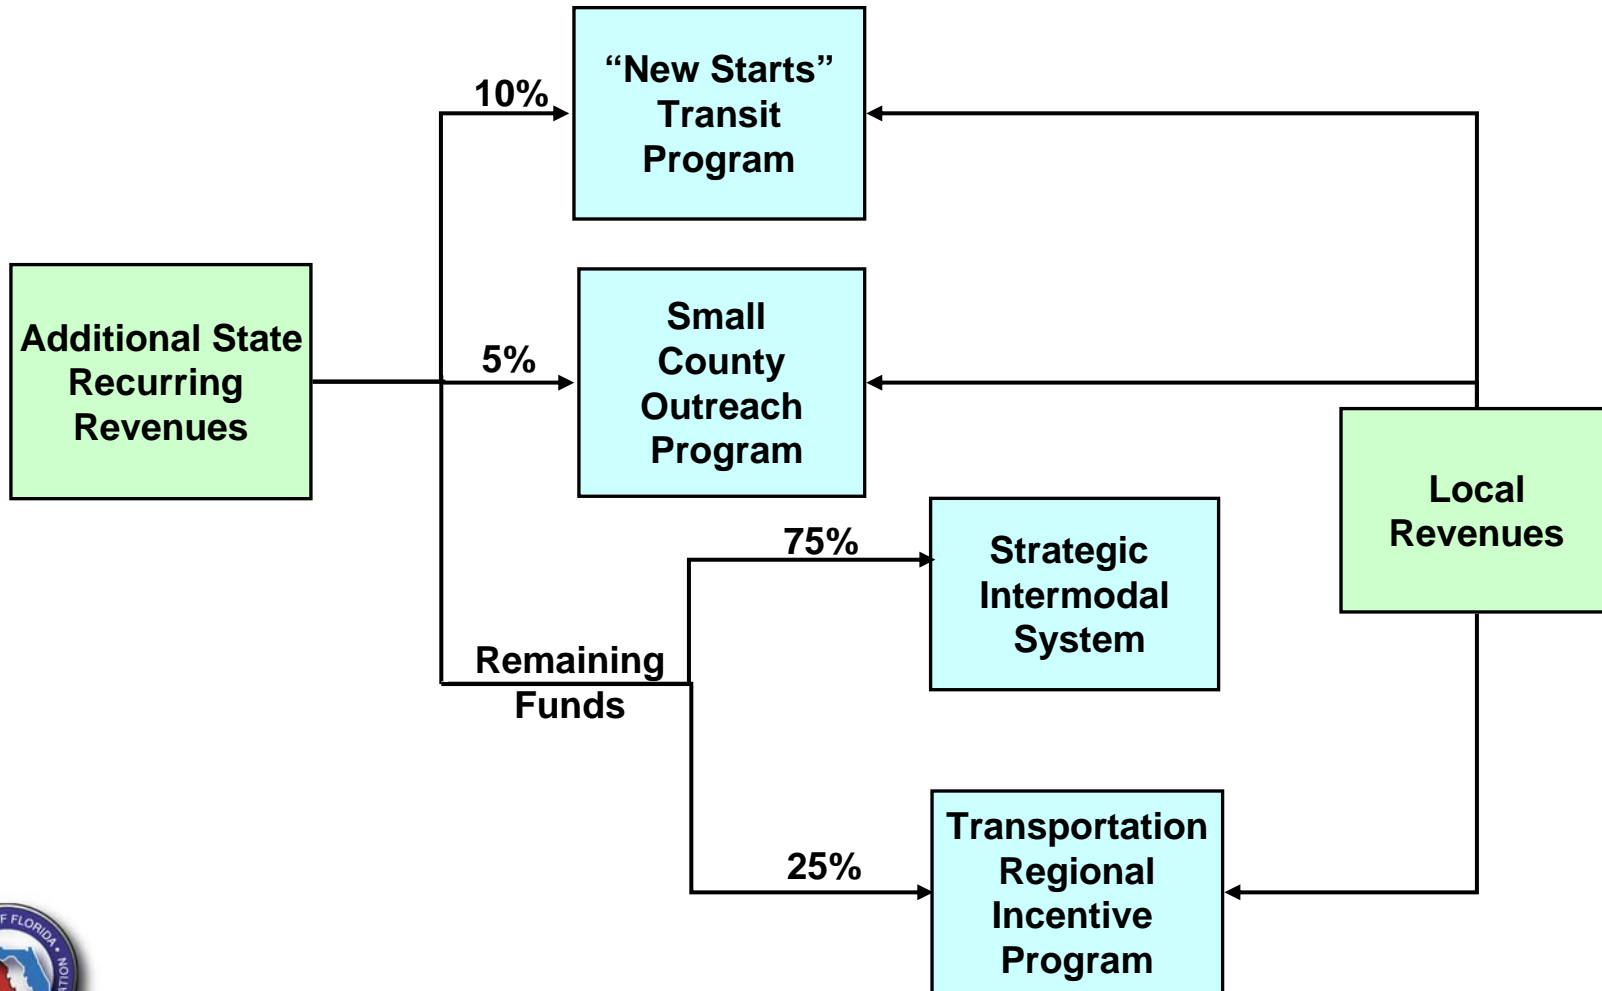 “New Starts”
Transit
Program
10%
Additional State
Recurring
Revenues
5%
Small
County
Outreach
Program
Local
Revenues
75%
Strategic
Intermodal
System
Remaining
Funds
25%
Transportation
Regional
Incentive
Program
FLORIDA